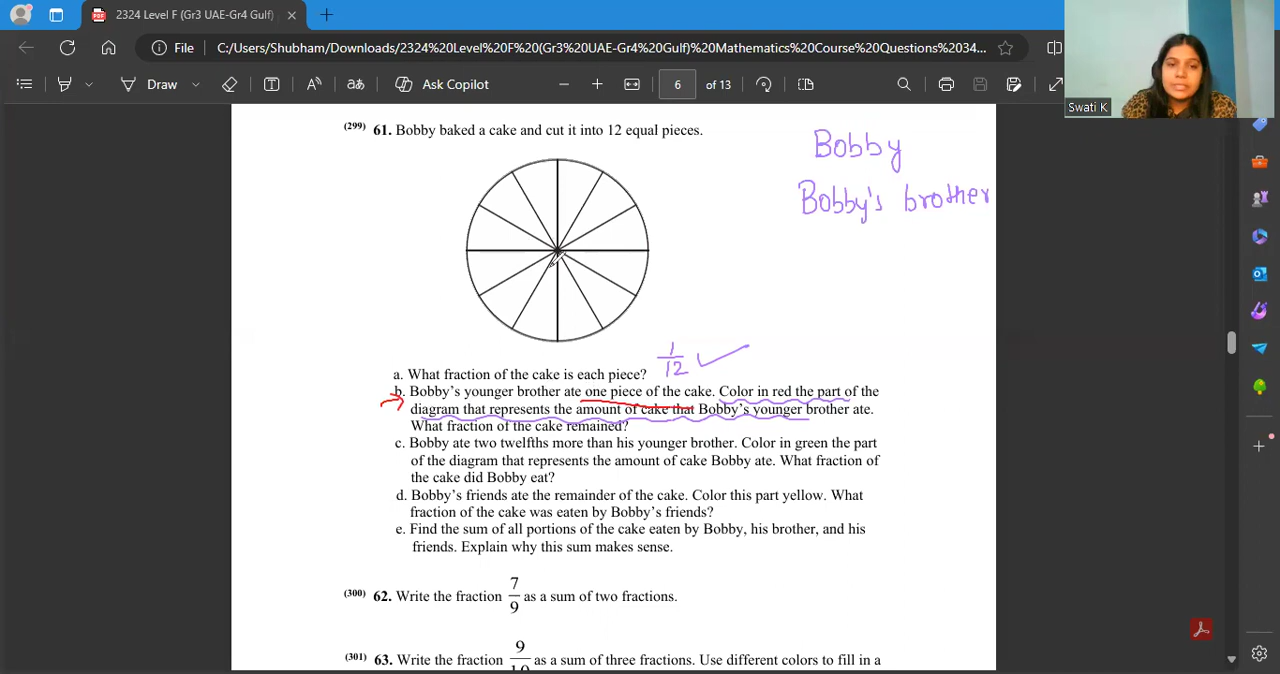 2324 Level F (Gr3 UAE-Gr4 Gulf)
File C:/Users/Shubham/Downloads/2324%20Level%20F%20(Gr3%20UAE-Gr4%20Gulf)%20Mathematics%20Course%20Questions%2034...
Draw aあ Ask Copilot 6 of 13
Swati K
(299) 61. Bobby baked a cake and cut it into 12 equal pieces.
Bobby
Bobby's brother
1/12
a. What fraction of the cake is each piece?
b. Bobby's younger brother ate one piece of the cake. Color in red the part of the
diagram that represents the amount of cake that Bobby's younger brother ate.
What fraction of the cake remained?
c. Bobby ate two twelfths more than his younger brother. Color in green the part
of the diagram that represents the amount of cake Bobby ate. What fraction of
the cake did Bobby eat?
d. Bobby's friends ate the remainder of the cake. Color this part yellow. What
fraction of the cake was eaten by Bobby's friends?
e. Find the sum of all portions of the cake eaten by Bobby, his brother, and his
friends. Explain why this sum makes sense.
(300) 62. Write the fraction 7/9 as a sum of two fractions.
(301) 63. Write the fraction 9/10 as a sum of three fractions. Use different colors to fill in a